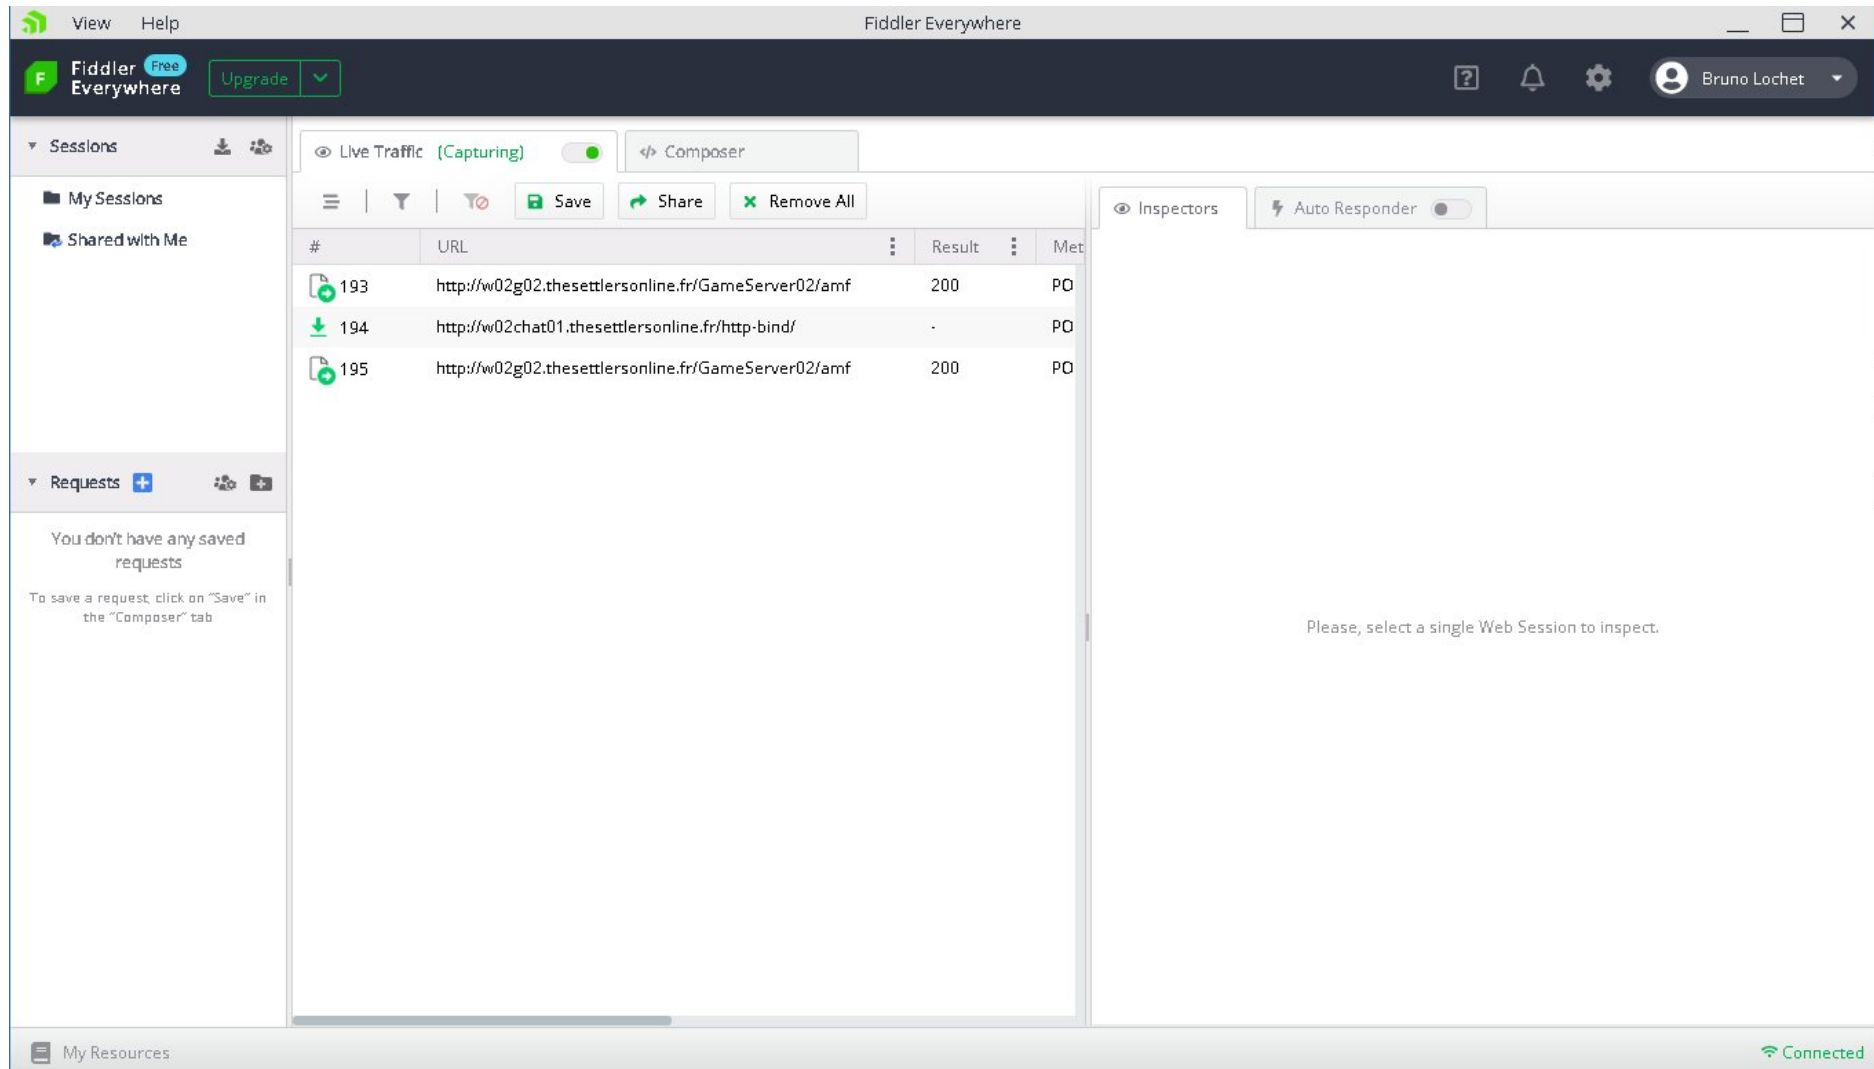 View Help Fiddler Everywhere
Fiddler Free
Everywhere
Upgrade
Bruno Lochet
Sessions
My Sessions
Shared with Me
Requests
You don't have any saved
requests
To save a request, click on "Save" in
the "Composer" tab
Live Traffic (Capturing)
Composer
Save Share Remove All
# URL Result Met
193 http://w02g02.thesettlersonline.fr/GameServer02/amf 200 PO
194 http://w02chat01.thesettlersonline.fr/http-bind/ - PO
195 http://w02g02.thesettlersonline.fr/GameServer02/amf 200 PO
Inspectors
Auto Responder
Please, select a single Web Session to inspect.
My Resources
Connected